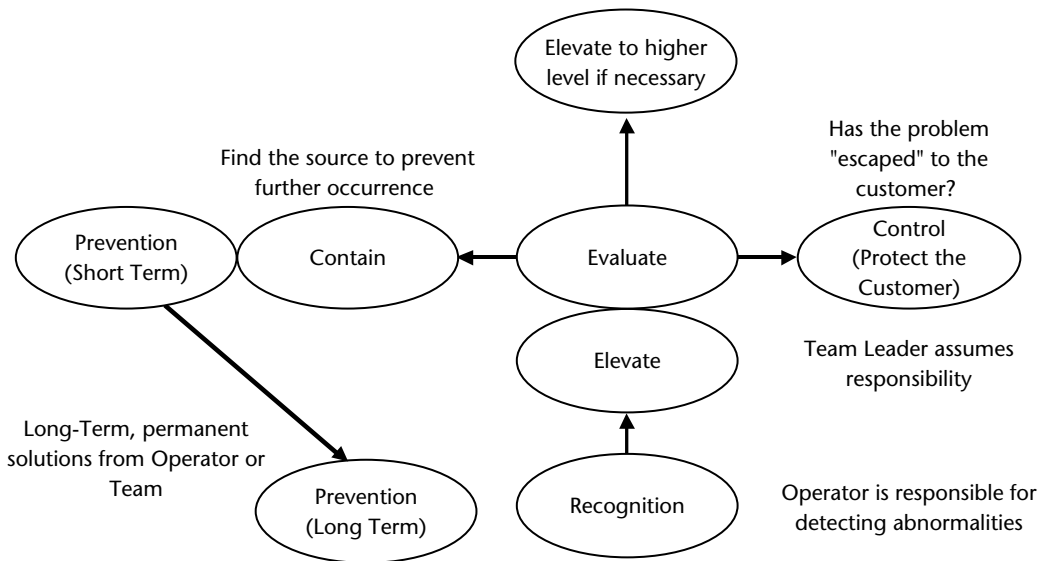 Elevate to higher
level if necessary
Has the problem
"escaped" to the
customer?
Find the source to prevent
further occurrence
Prevention
(Short Term)
Contain
Evaluate
Control
(Protect the
Customer)
Elevate
Team Leader assumes
responsibility
Long-Term, permanent
solutions from Operator or
Team
Prevention
(Long Term)
Recognition
Operator is responsible for
detecting abnormalities